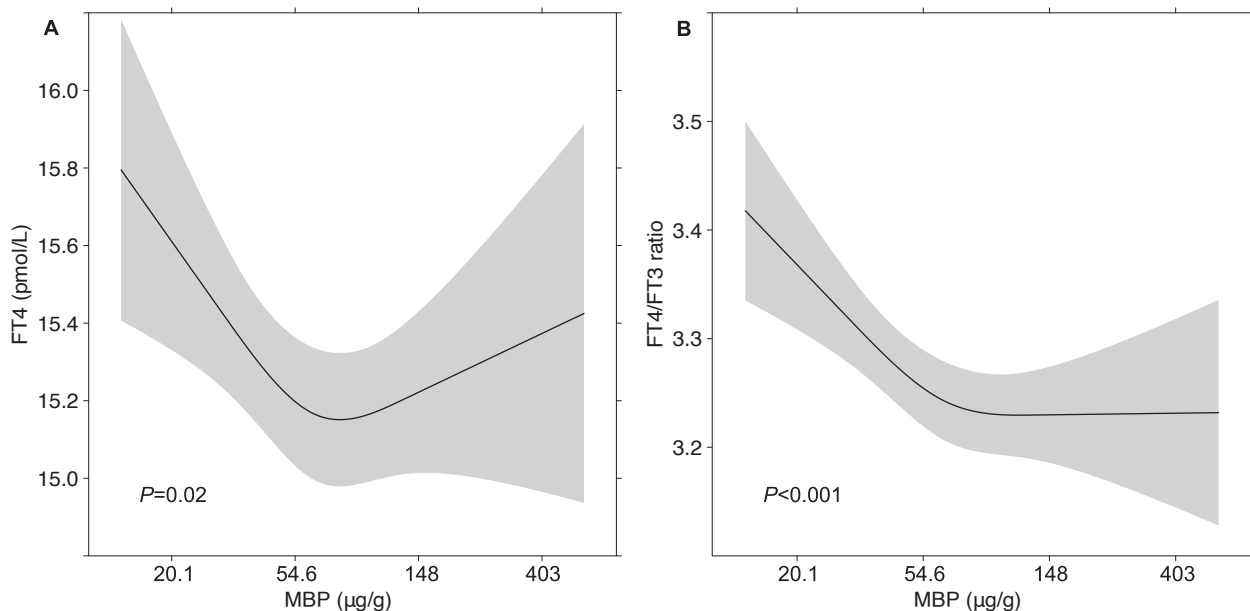 A
FT4 (pmol/L)
16.0
15.8
15.6
15.4
15.2
15.0
P=0.02
20.1 54.6 148 403
MBP (µg/g)
B
FT4/FT3 ratio
3.5
3.4
3.3
3.2
P<0.001
20.1 54.6 148 403
MBP (µg/g)